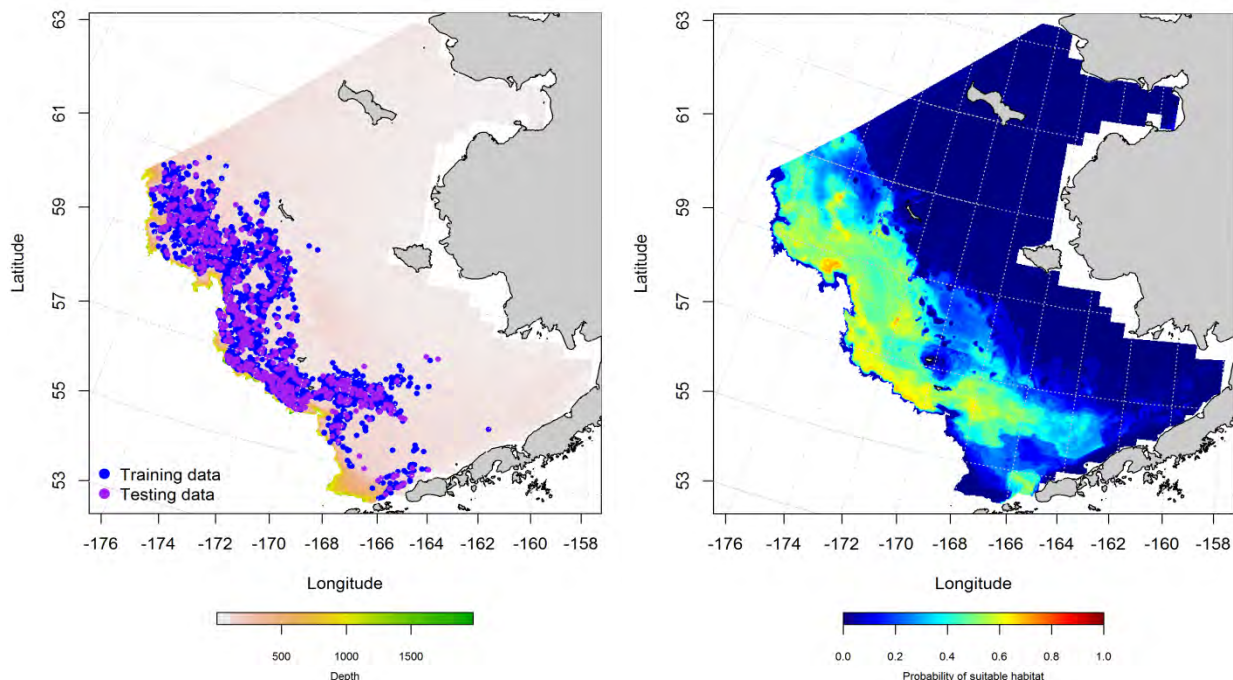 63
61
59
57
55
53
Latitude
Training data
Testing data
-176 -174 -172 -170 -168 -166 -164 -162 -160 -158
Longitude
500 1000 1500
Depth
63
61
59
57
55
53
Latitude
-176 -174 -172 -170 -168 -166 -164 -162 -160 -158
Longitude
0.0 0.2 0.4 0.6 0.8 1.0
Probability of suitable habitat